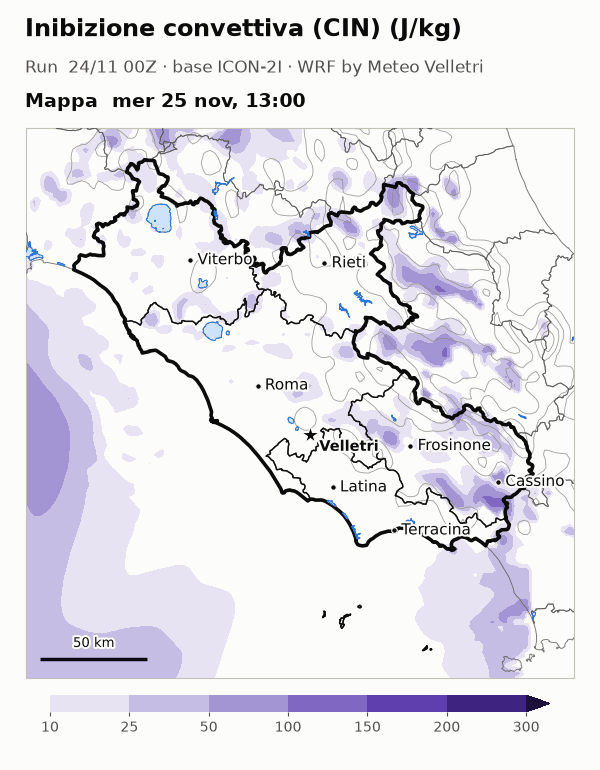 Inibizione convettiva (CIN) (J/kg)
Run  24/11 00Z · base ICON-2I · WRF by Meteo Velletri
Mappa  mer 25 nov, 13:00
Viterbo
Rieti
Roma
Velletri
Frosinone
Latina
Cassino
Terracina
50 km
10 25 50 100 150 200 300